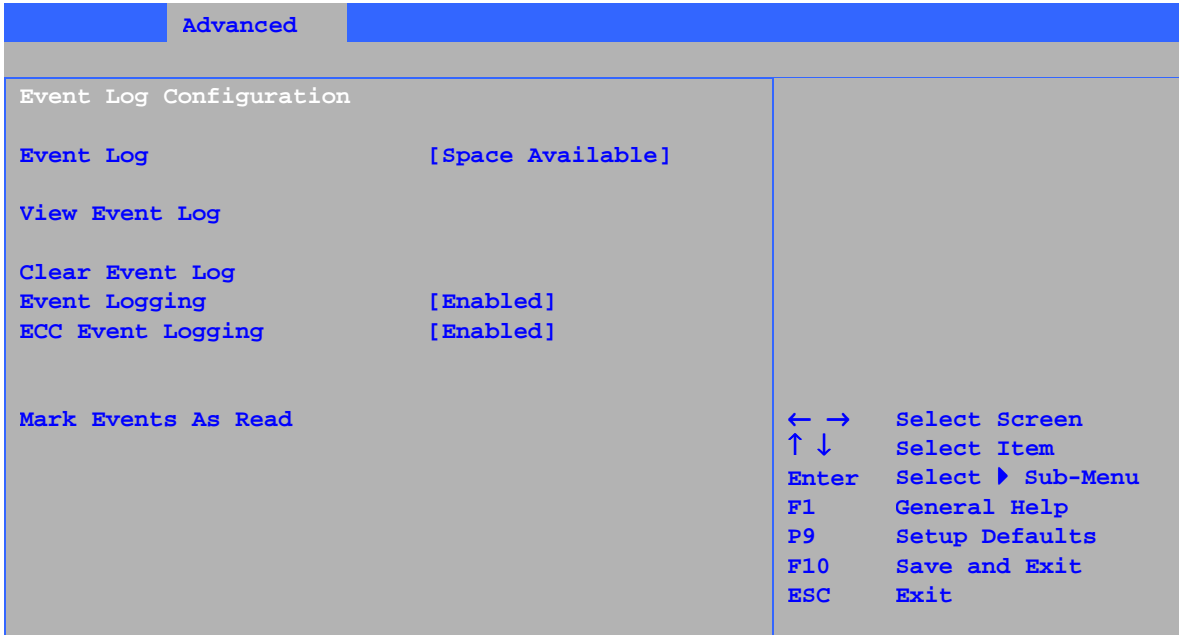 Advanced
Event Log Configuration
Event Log [Space Available]
View Event Log
Clear Event Log
Event Logging [Enabled]
ECC Event Logging [Enabled]
Mark Events As Read
← → Select Screen
↑ ↓ Select Item
Enter Select ▶ Sub-Menu
F1 General Help
P9 Setup Defaults
F10 Save and Exit
ESC Exit